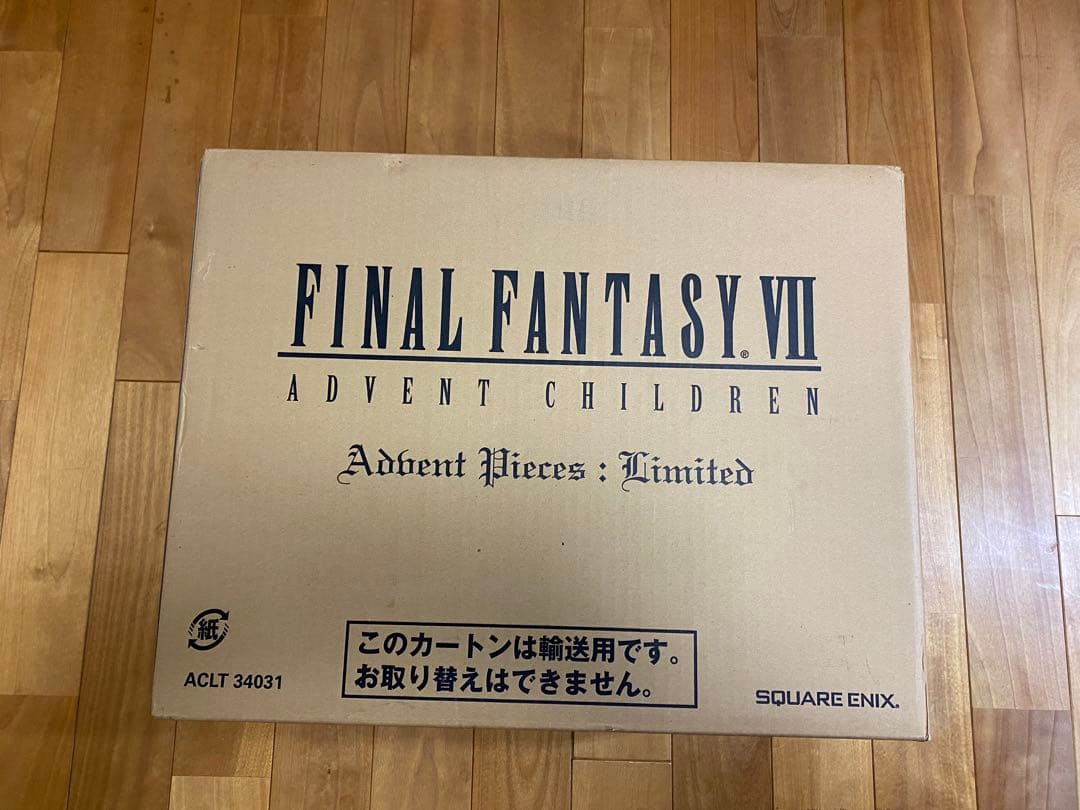 FINAL FANTASY® VII
ADVENT CHILDREN
Advent Pieces : Limited
紙
ACLT 34031
このカートンは輸送用です。
お取り替えはできません。
SQUARE ENIX.